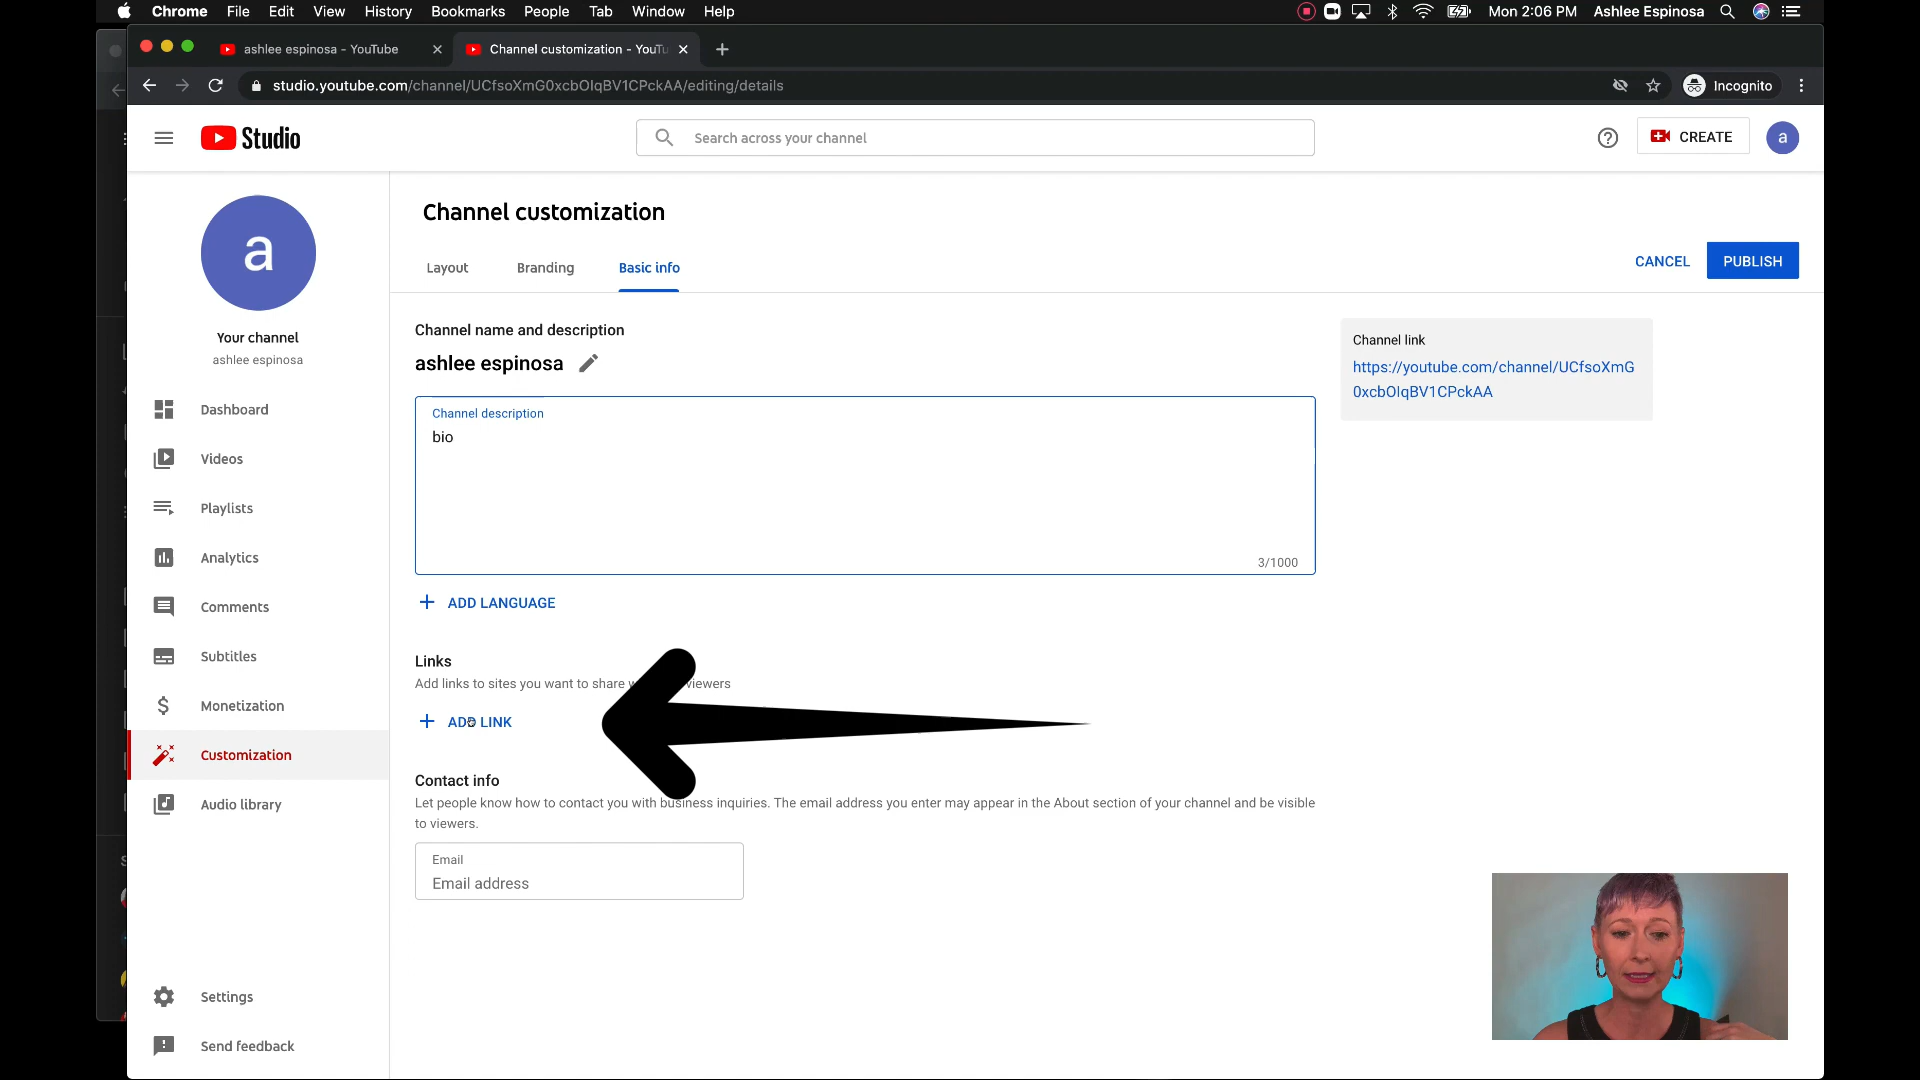 Chrome File Edit View History Bookmarks People Tab Window Help Mon 2:06 PM Ashlee Espinosa
ashlee espinosa - YouTube Channel customization - YouTu
studio.youtube.com/channel/UCfsoXmG0xcbOIqBV1CPckAA/editing/details Incognito
Studio Search across your channel CREATE a
a
Your channel
ashlee espinosa
Dashboard
Videos
Playlists
Analytics
Comments
Subtitles
Monetization
Customization
Audio library
Settings
Send feedback
Channel customization
Layout Branding Basic info CANCEL PUBLISH
Channel name and description
ashlee espinosa
Channel description
bio
3/1000
ADD LANGUAGE
Links
Add links to sites you want to share viewers
ADD LINK
Contact info
Let people know how to contact you with business inquiries. The email address you enter may appear in the About section of your channel and be visible
to viewers.
Email
Email address
Channel link
https://youtube.com/channel/UCfsoXmG
0xcbOIqBV1CPckAA